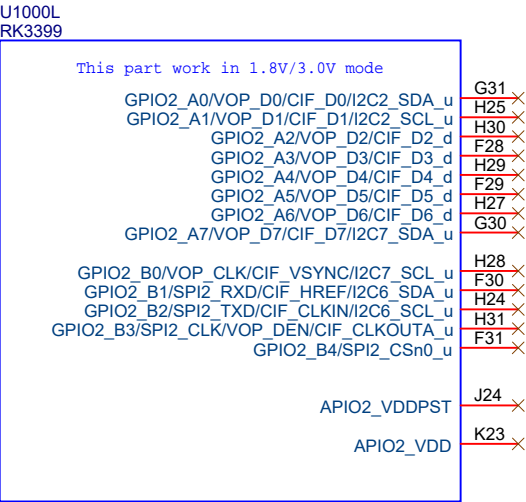 U1000L
RK3399
This part work in 1.8V/3.0V mode
GPIO2_A0/VOP_D0/CIF_D0/I2C2_SDA_u G31
GPIO2_A1/VOP_D1/CIF_D1/I2C2_SCL_u H25
GPIO2_A2/VOP_D2/CIF_D2_d H30
GPIO2_A3/VOP_D3/CIF_D3_d F28
GPIO2_A4/VOP_D4/CIF_D4_d H29
GPIO2_A5/VOP_D5/CIF_D5_d F29
GPIO2_A6/VOP_D6/CIF_D6_d H27
GPIO2_A7/VOP_D7/CIF_D7/I2C7_SDA_u G30
GPIO2_B0/VOP_CLK/CIF_VSYNC/I2C7_SCL_u H28
GPIO2_B1/SPI2_RXD/CIF_HREF/I2C6_SDA_u F30
GPIO2_B2/SPI2_TXD/CIF_CLKIN/I2C6_SCL_u H24
GPIO2_B3/SPI2_CLK/VOP_DEN/CIF_CLKOUTA_u H31
GPIO2_B4/SPI2_CSn0_u F31
APIO2_VDDPST J24
APIO2_VDD K23